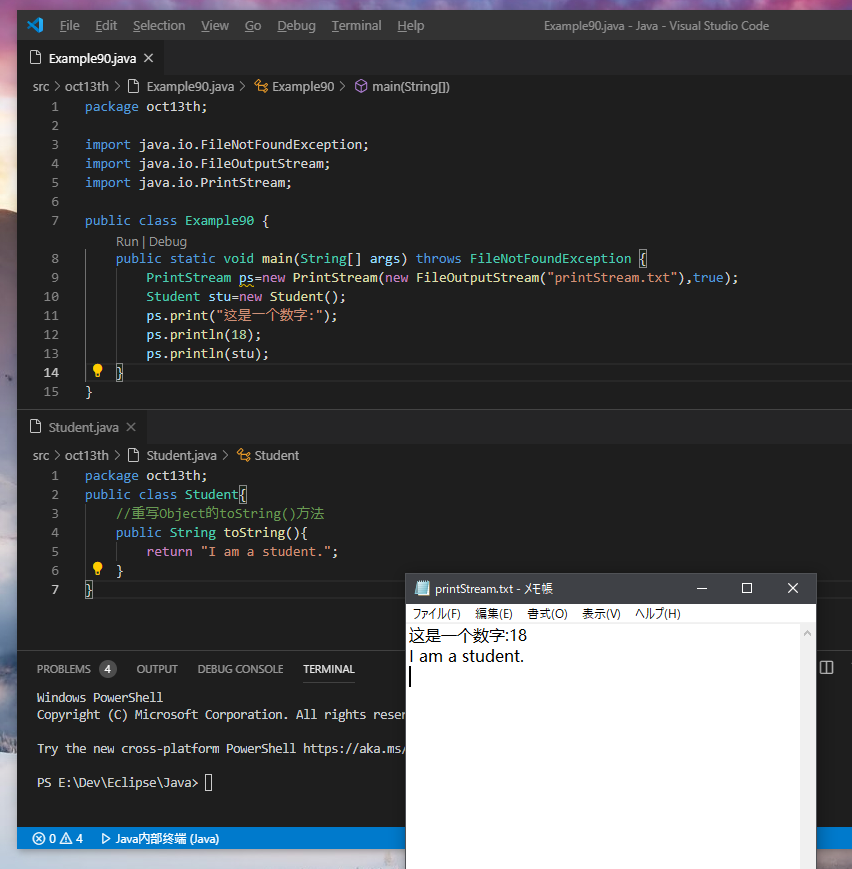 File Edit Selection View Go Debug Terminal Help Example90.java - Java - Visual Studio Code
Example90.java
src > oct13th > Example90.java > Example90 > main(String[])
1 package oct13th;
2
3 import java.io.FileNotFoundException;
4 import java.io.FileOutputStream;
5 import java.io.PrintStream;
6
7 public class Example90 {
Run | Debug
8 public static void main(String[] args) throws FileNotFoundException {
9 PrintStream ps=new PrintStream(new FileOutputStream("printStream.txt"),true);
10 Student stu=new Student();
11 ps.print("这是一个数字:");
12 ps.println(18);
13 ps.println(stu);
14 }
15 }
Student.java
src > oct13th > Student.java > Student
1 package oct13th;
2 public class Student{
3 //重写Object的toString()方法
4 public String toString(){
5 return "I am a student.";
6 }
7 }
PROBLEMS 4 OUTPUT DEBUG CONSOLE TERMINAL
Windows PowerShell
Copyright (C) Microsoft Corporation. All rights reser
Try the new cross-platform PowerShell https://aka.ms/
PS E:\Dev\Eclipse\Java>
0 4 Java内部终端 (Java)
printStream.txt - メモ帳
ファイル(F) 編集(E) 書式(O) 表示(V) ヘルプ(H)
这是一个数字:18
I am a student.